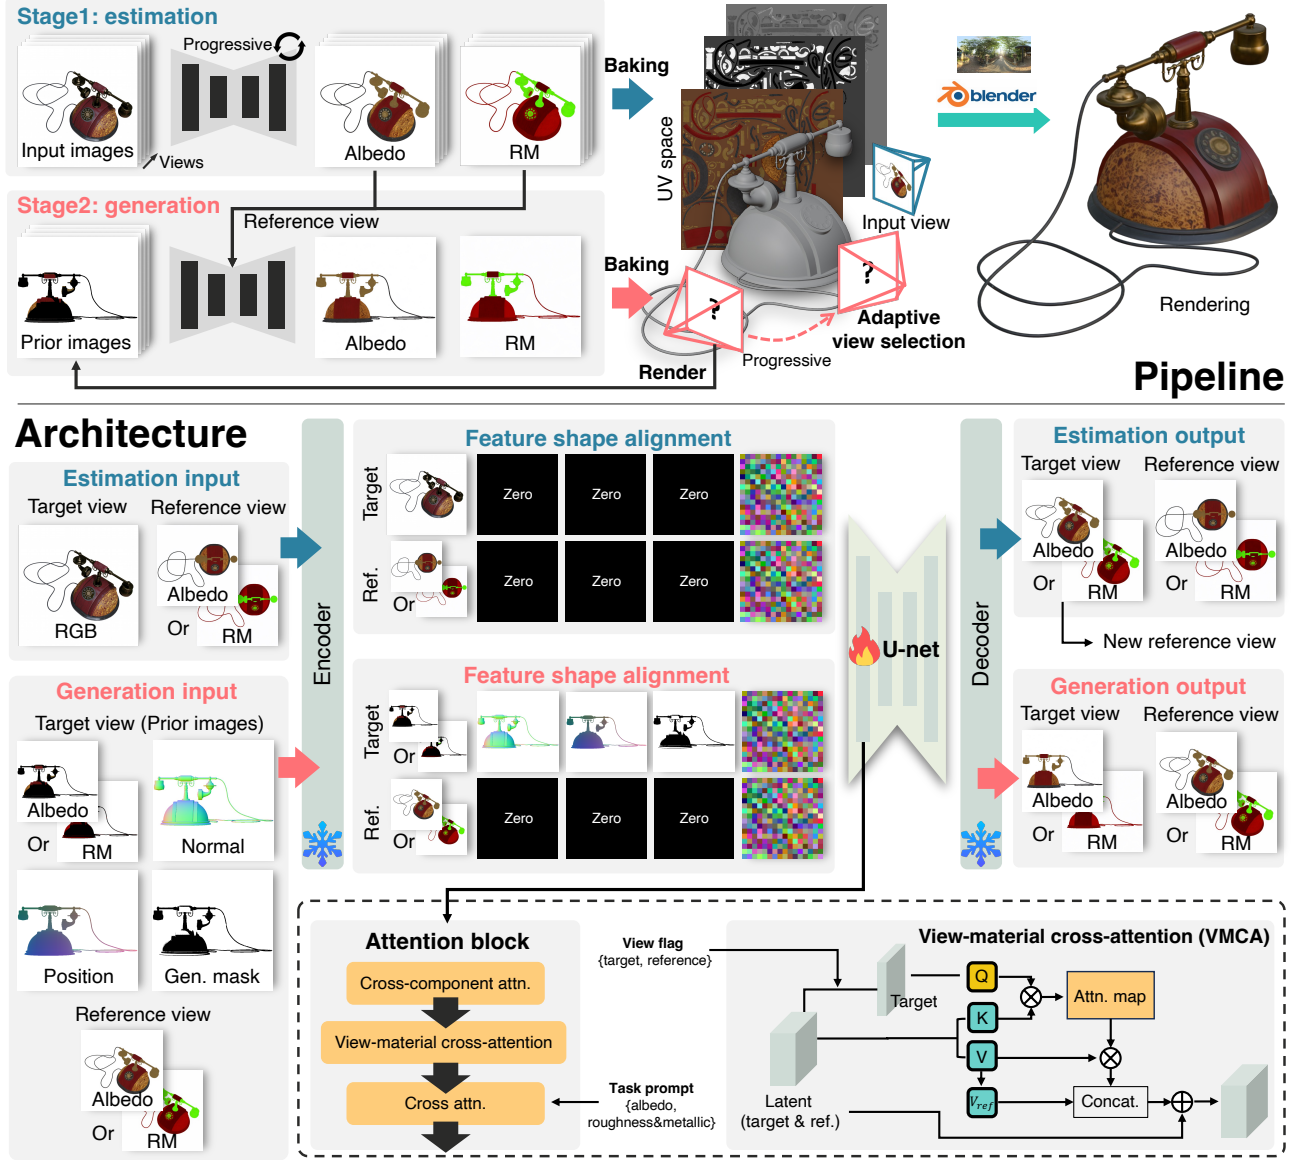 Stage1: estimation
Progressive
Input images
Views
Albedo
RM
Baking
Stage2: generation
Reference view
Prior images
Albedo
RM
Baking
Render
UV space
Input view
?
?
Adaptive
view selection
Progressive
blender
Rendering
Pipeline
Architecture
Estimation input
Target view
Reference view
RGB
Albedo
Or
RM
Generation input
Target view (Prior images)
Albedo
Or
RM
Normal
Position
Gen. mask
Reference view
Albedo
Or
RM
Encoder
Feature shape alignment
Target
Zero
Zero
Zero
Ref.
Or
Zero
Zero
Zero
Feature shape alignment
Target
Or
Ref.
Or
Zero
Zero
Zero
U-net
Decoder
Estimation output
Target view
Reference view
Albedo
Or
RM
Albedo
Or
RM
New reference view
Generation output
Target view
Reference view
Albedo
Or
RM
Albedo
Or
RM
Attention block
Cross-component attn.
View-material cross-attention
Cross attn.
View flag
{target, reference}
Task prompt
{albedo,
roughness&metallic}
View-material cross-attention (VMCA)
Target
Latent
(target & ref.)
Q
K
V
V_ref
Attn. map
Concat.